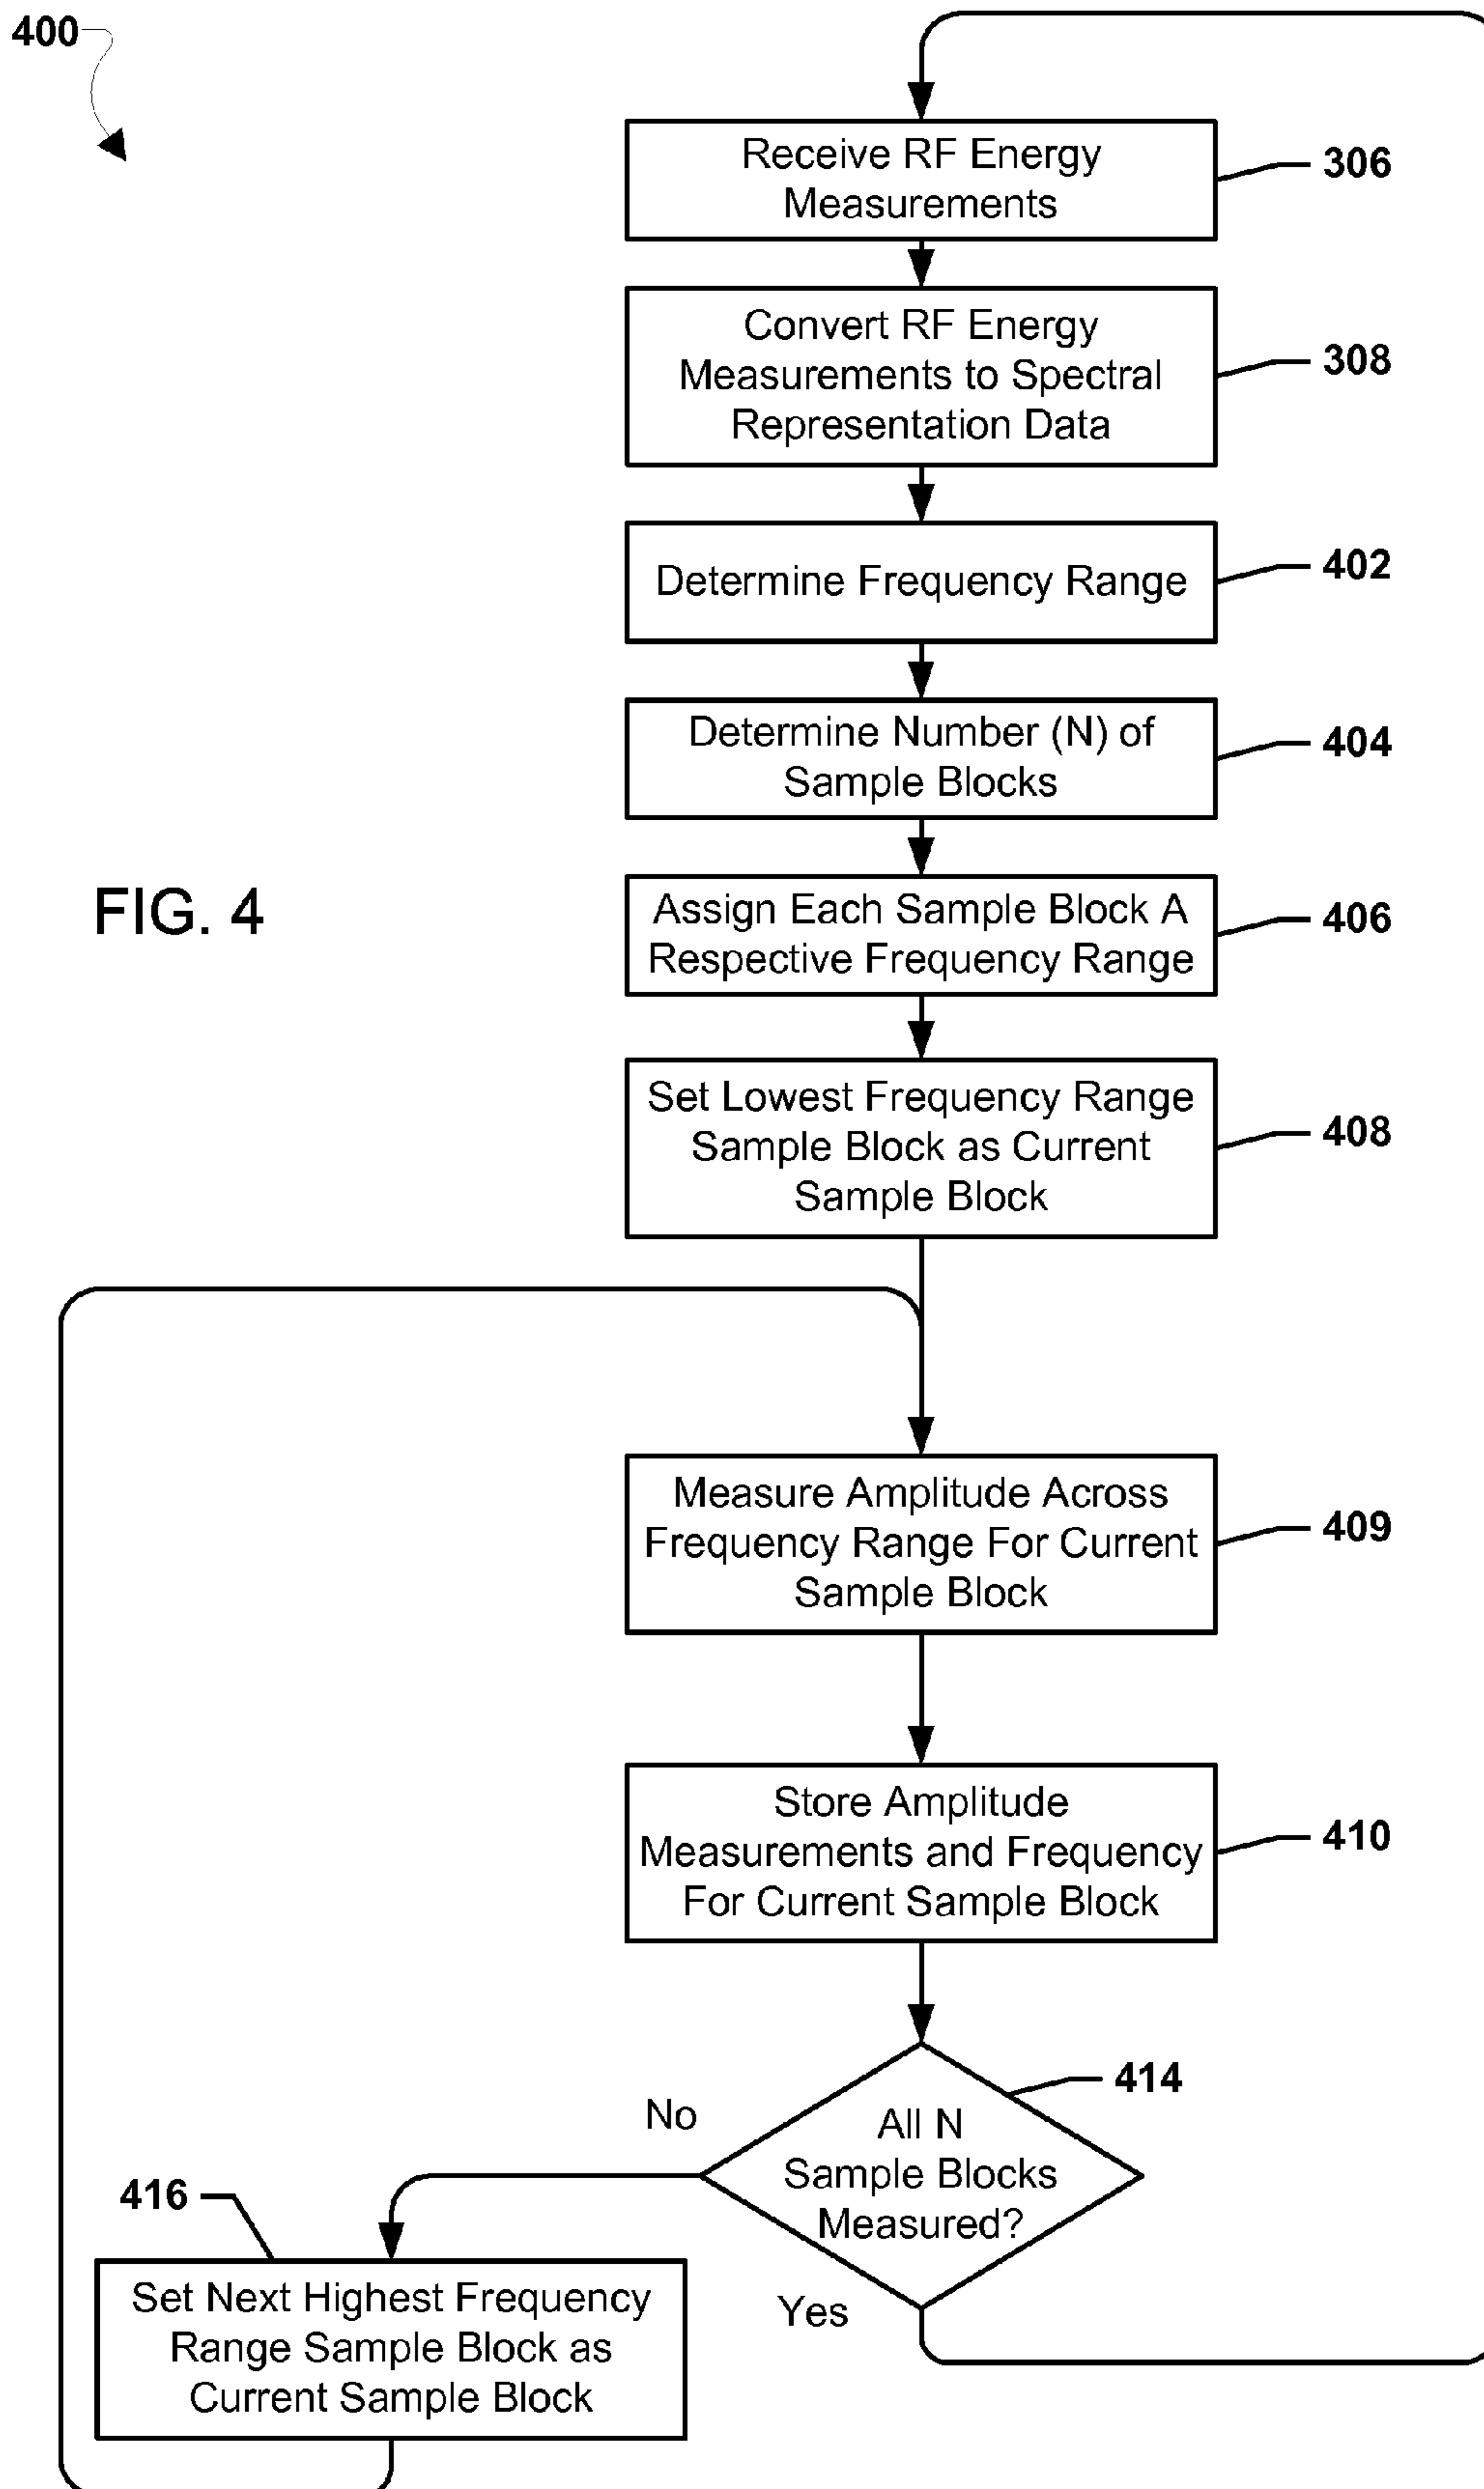 400
Receive RF Energy
Measurements
306
Convert RF Energy
Measurements to Spectral
Representation Data
308
Determine Frequency Range
402
Determine Number (N) of
Sample Blocks
404
FIG. 4
Assign Each Sample Block A
Respective Frequency Range
406
Set Lowest Frequency Range
Sample Block as Current
Sample Block
408
Measure Amplitude Across
Frequency Range For Current
Sample Block
409
Store Amplitude
Measurements and Frequency
For Current Sample Block
410
414
No
All N
Sample Blocks
Measured?
Yes
416
Set Next Highest Frequency
Range Sample Block as
Current Sample Block